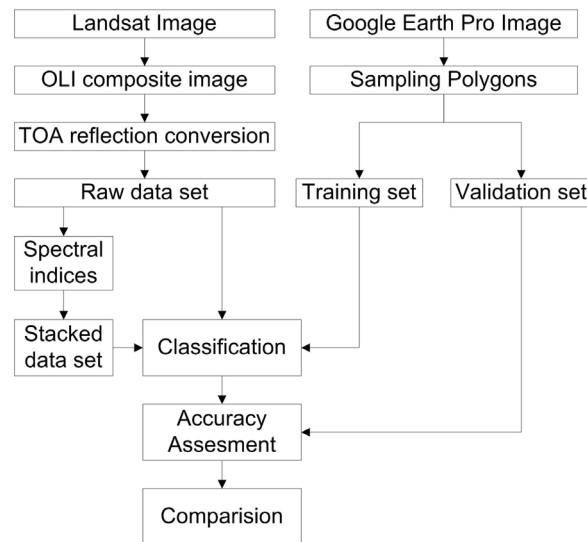 Landsat Image
Google Earth Pro Image
OLI composite image
Sampling Polygons
TOA reflection conversion
Raw data set
Training set
Validation set
Spectral
indices
Stacked
data set
Classification
Accuracy
Assesment
Comparision